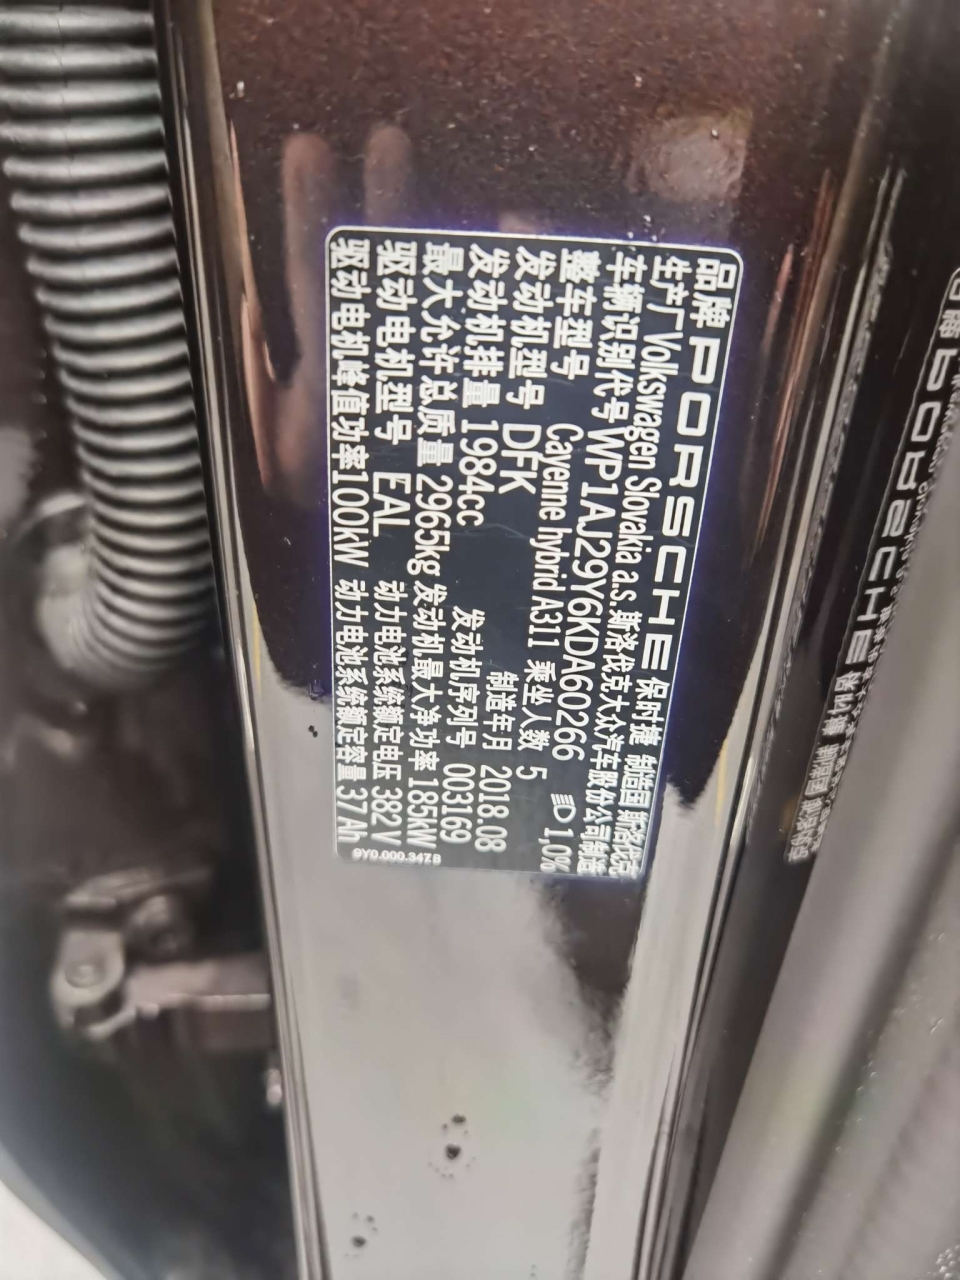 品牌 PORSCHE 保时捷 制造国 斯洛伐克
生产厂 Volkswagen Slovakia a.s. 斯洛伐克大众汽车股份公司制造
车辆识别代号 WP1AJ29Y6KDA60266
整车型号 Cayenne hybrid A311 乘坐人数 5 1,0%
发动机型号 DFK 制造年月 2018.08
发动机排量 1984cc 发动机序列号 003169
最大允许总质量 2965kg 发动机最大净功率 185kW
驱动电机型号 EAL 动力电池系统额定电压 382V
驱动电机峰值功率 100kW 动力电池系统额定容量 37Ah
9Y0.000.347.B